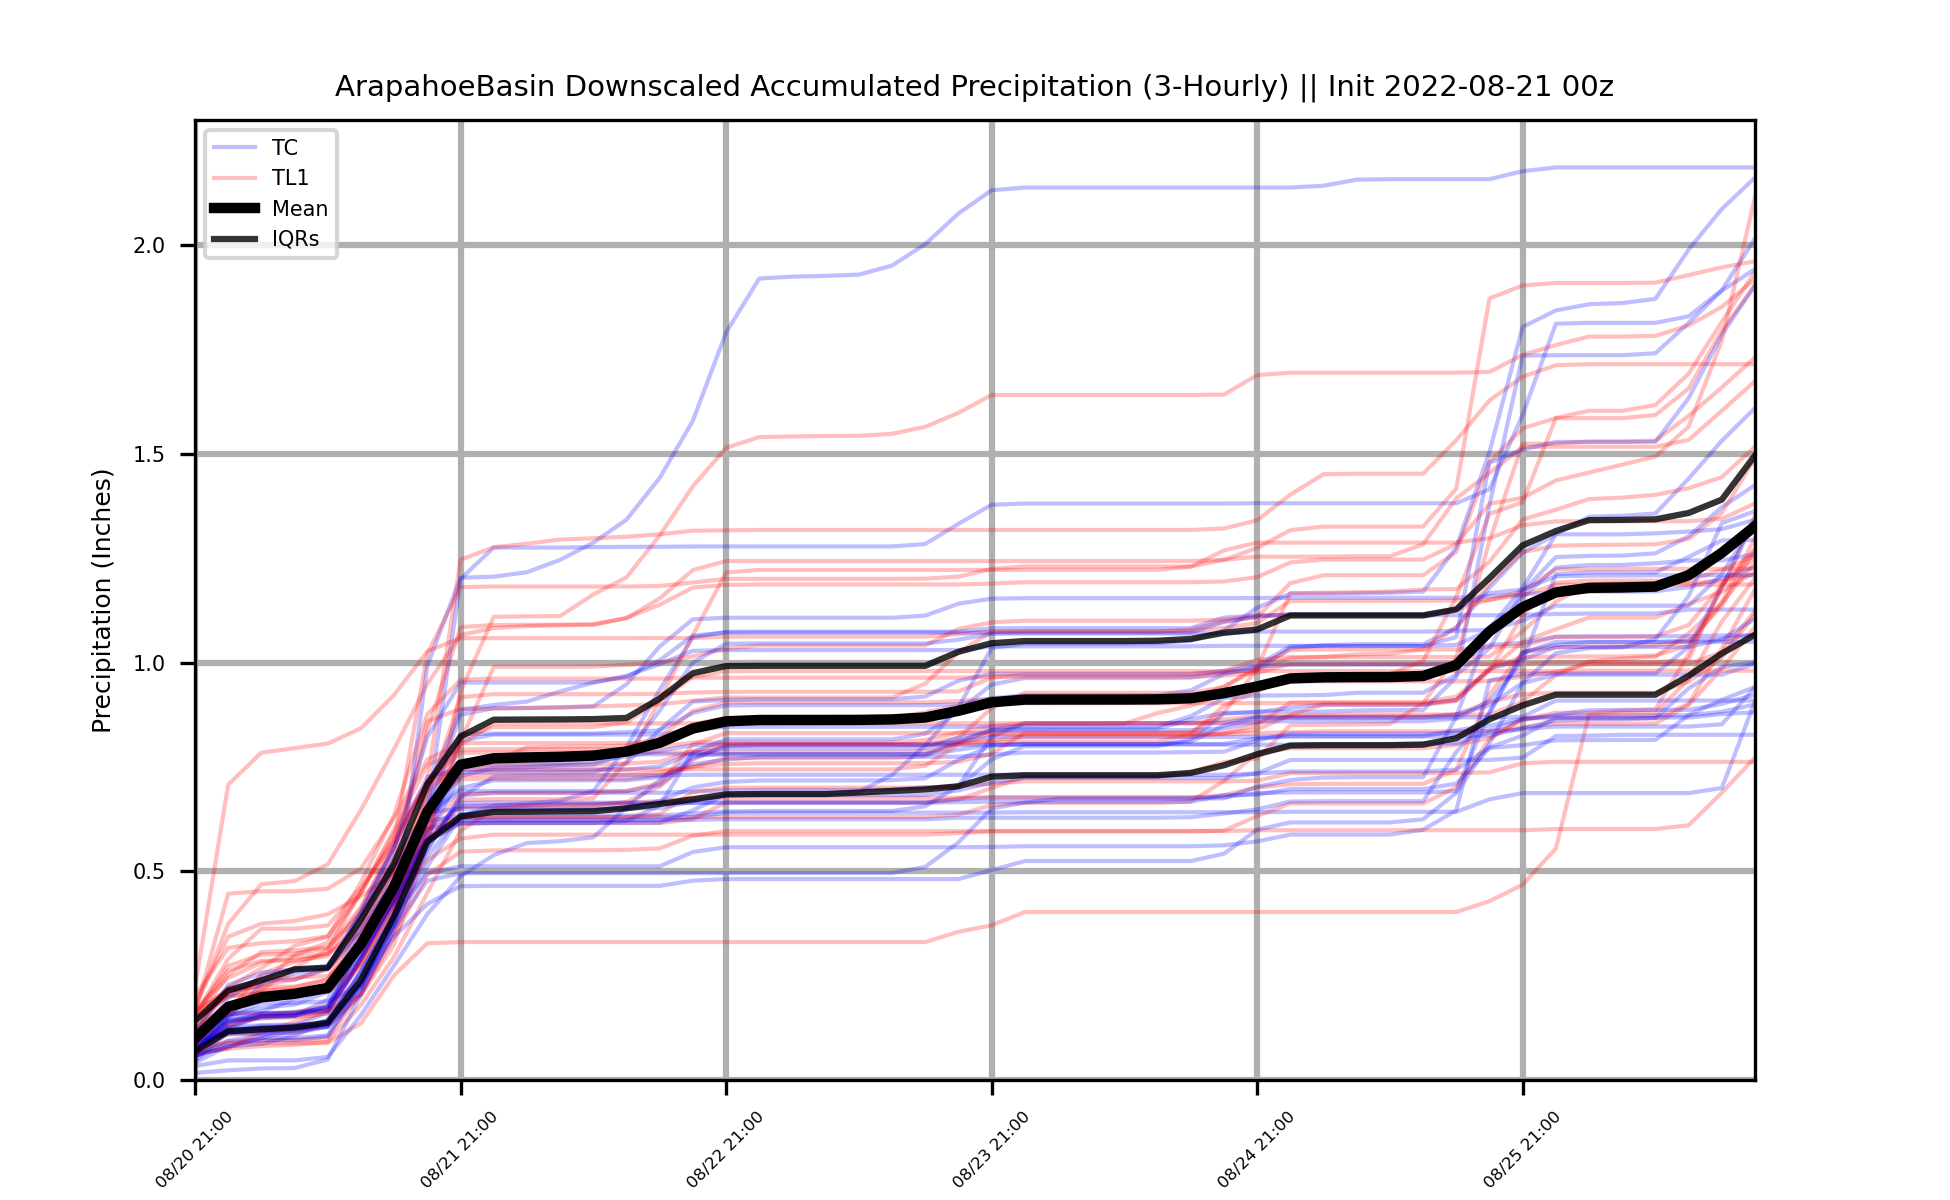 ArapahoeBasin Downscaled Accumulated Precipitation (3-Hourly) || Init 2022-08-21 00z
TC
TL1
Mean
IQRs
Precipitation (Inches)
2.0
1.5
1.0
0.5
0.0
08/20 21:00
08/21 21:00
08/22 21:00
08/23 21:00
08/24 21:00
08/25 21:00